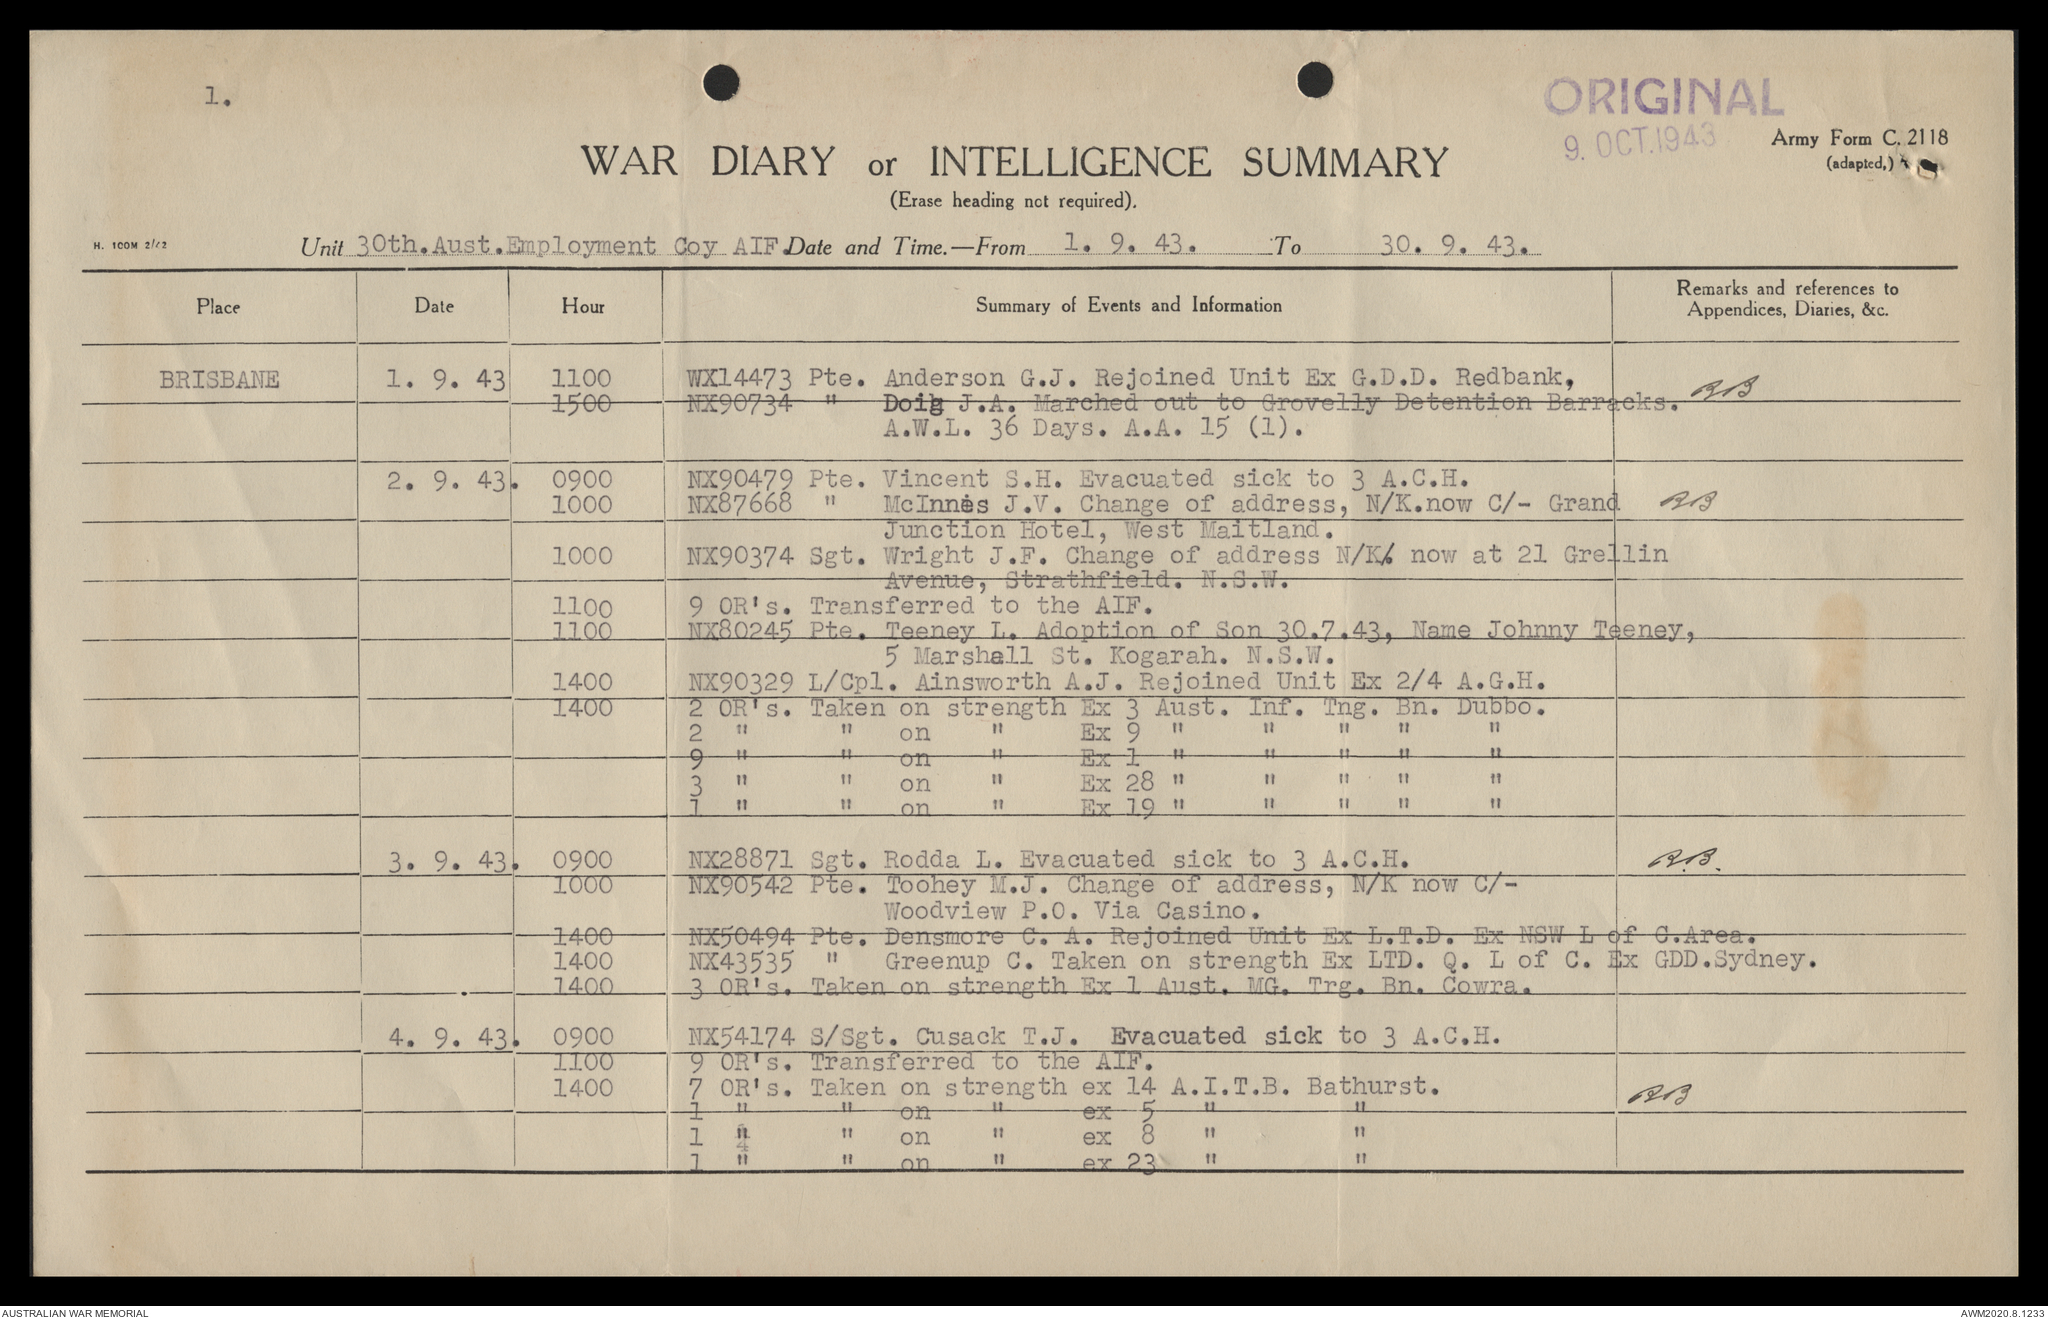 1.
ORIGINAL
9. OCT.1943
Army Form C. 2118
(adapted,)
WAR DIARY or INTELLIGENCE SUMMARY
(Erase heading not required).
H. 100M 2/42
Unit 30th.Aust.Employment Coy AIF. Date and Time.—From 1. 9. 43. To 30. 9. 43.
Place Date Hour Summary of Events and Information Remarks and references to
Appendices, Diaries, &c.
BRISBANE 1. 9. 43 1100 WX14473 Pte. Anderson G.J. Rejoined Unit Ex G.D.D. Redbank, RB
1500 NX90734 " Doig J.A. Marched out to Grovelly Detention Barracks.
A.W.L. 36 Days. A.A. 15 (1).
2. 9. 43. 0900 NX90479 Pte. Vincent S.H. Evacuated sick to 3 A.C.H.
1000 NX87668 " McInnes J.V. Change of address, N/K.now C/- Grand RB
Junction Hotel, West Maitland.
1000 NX90374 Sgt. Wright J.F. Change of address N/K. now at 21 Grellin
Avenue, Strathfield. N.S.W.
1100 9 OR's. Transferred to the AIF.
1100 NX80245 Pte. Teeney L. Adoption of Son 30.7.43, Name Johnny Teeney,
5 Marshall St. Kogarah. N.S.W.
1400 NX90329 L/Cpl. Ainsworth A.J. Rejoined Unit Ex 2/4 A.G.H.
1400 2 OR's. Taken on strength Ex 3 Aust. Inf. Tng. Bn. Dubbo.
2 " " on " Ex 9 " " " " "
9 " " on " Ex 1 " " " " "
3 " " on " Ex 28 " " " " "
1 " " on " Ex 19 " " " " "
3. 9. 43. 0900 NX28871 Sgt. Rodda L. Evacuated sick to 3 A.C.H. R.B.
1000 NX90542 Pte. Toohey M.J. Change of address, N/K now C/-
Woodview P.O. Via Casino.
1400 NX50494 Pte. Densmore C. A. Rejoined Unit Ex L.T.D. Ex NSW L of C.Area.
1400 NX43535 " Greenup C. Taken on strength Ex LTD. Q. L of C. Ex GDD.Sydney.
1400 3 OR's. Taken on strength Ex 1 Aust. MG. Trg. Bn. Cowra.
4. 9. 43. 0900 NX54174 S/Sgt. Cusack T.J. Evacuated sick to 3 A.C.H.
1100 9 OR's. Transferred to the AIF.
1400 7 OR's. Taken on strength ex 14 A.I.T.B. Bathurst. RB
1 " " on " ex 5 " "
1 " " on " ex 8 " "
1 " " on " ex 23 " "
AUSTRALIAN WAR MEMORIAL AWM2020.8.1233